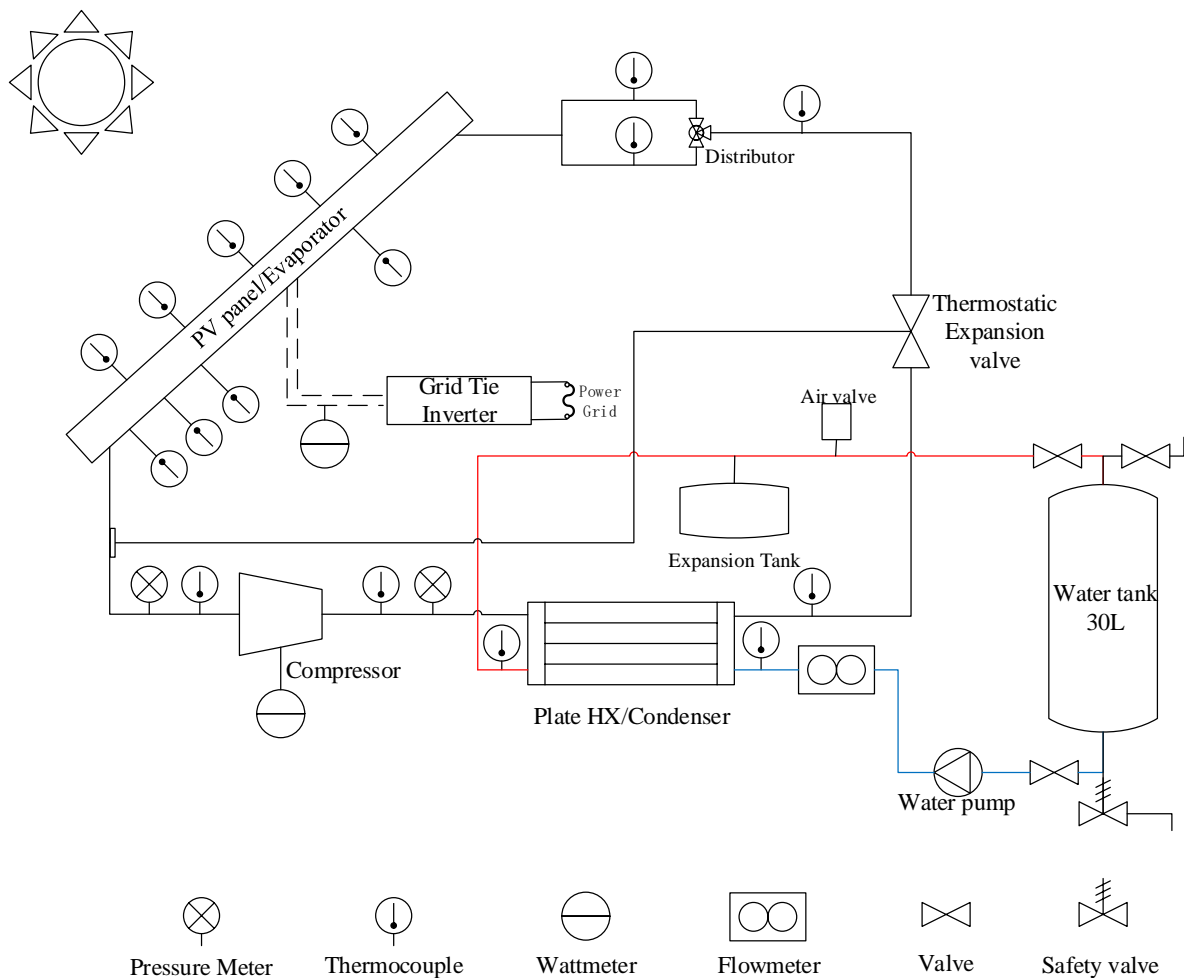 Distributor
PV panel/Evaporator
Thermostatic
Expansion
valve
Grid Tie
Inverter
Power
Grid
Air valve
Expansion Tank
Water tank
30L
Compressor
Plate HX/Condenser
Water pump
Pressure Meter
Thermocouple
Wattmeter
Flowmeter
Valve
Safety valve